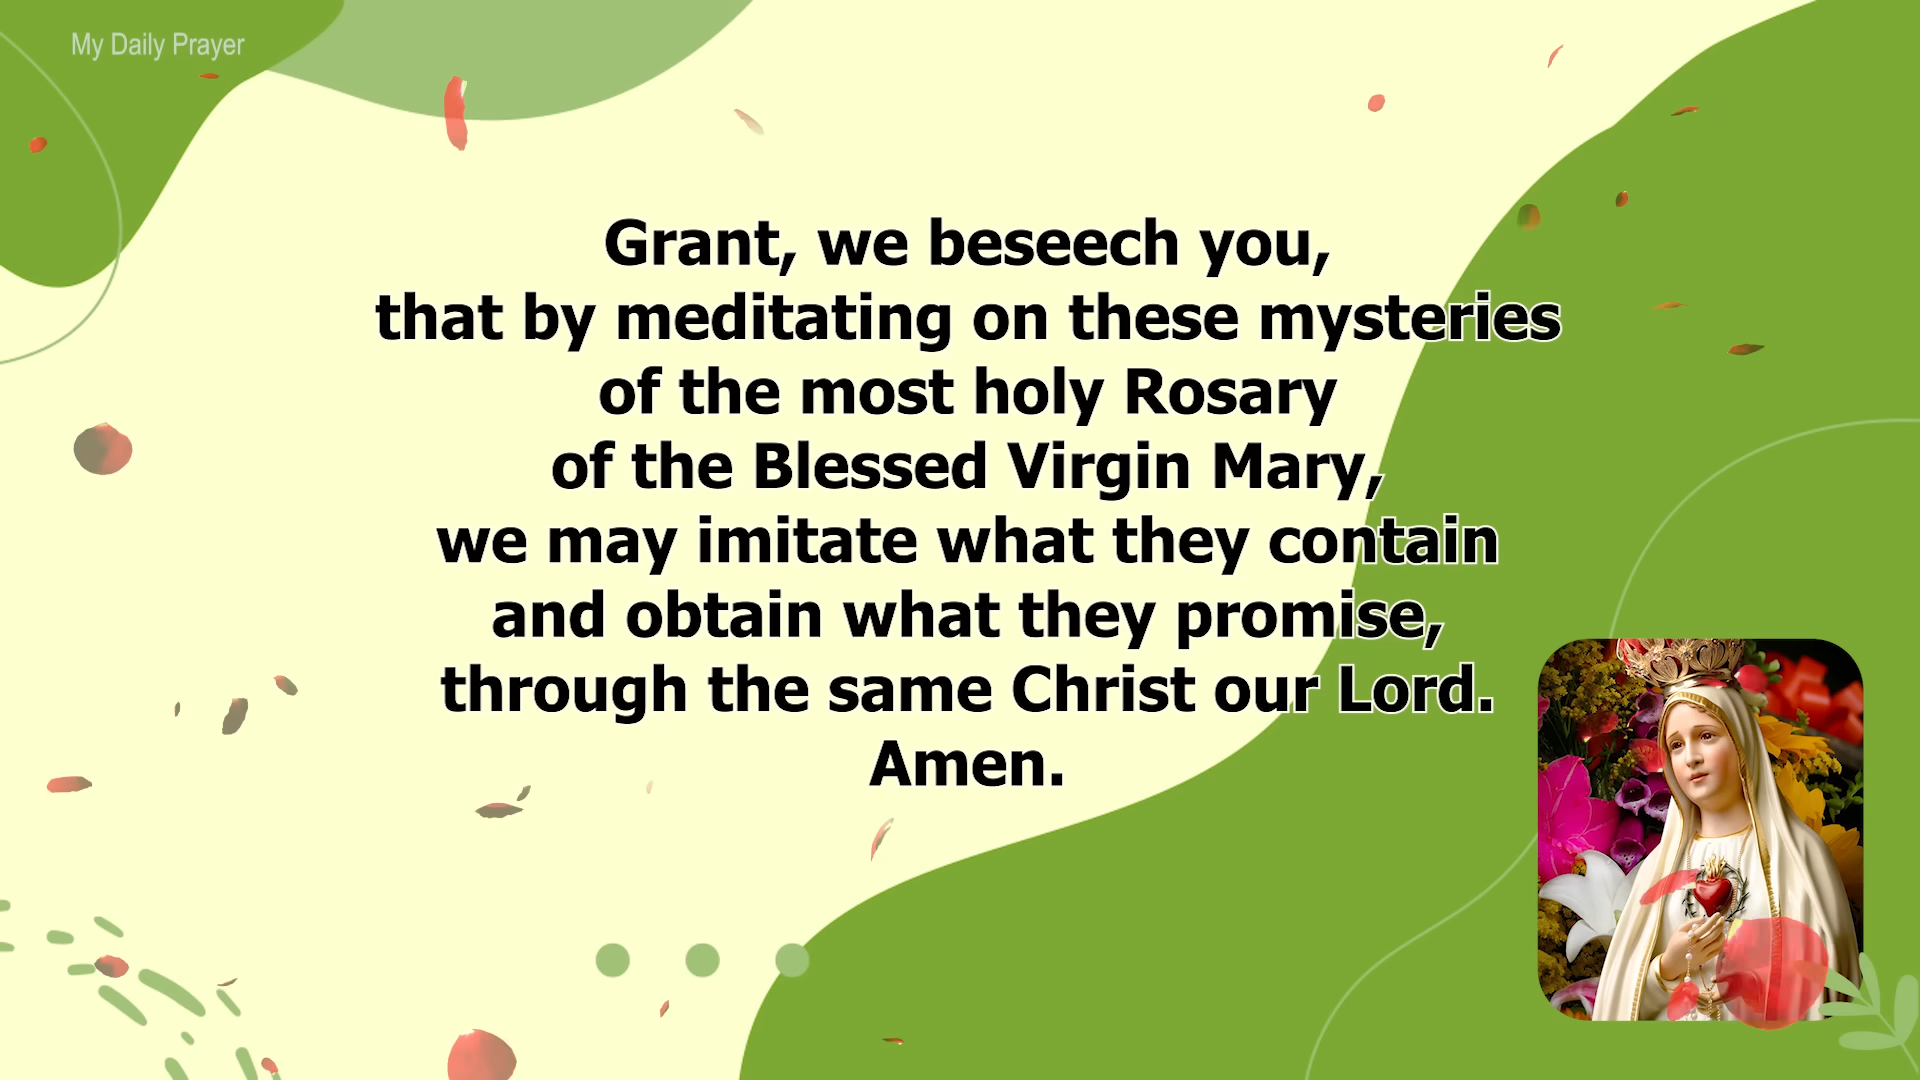 My Daily Prayer
Grant, we beseech you,
that by meditating on these mysteries
of the most holy Rosary
of the Blessed Virgin Mary,
we may imitate what they contain
and obtain what they promise,
through the same Christ our Lord.
Amen.